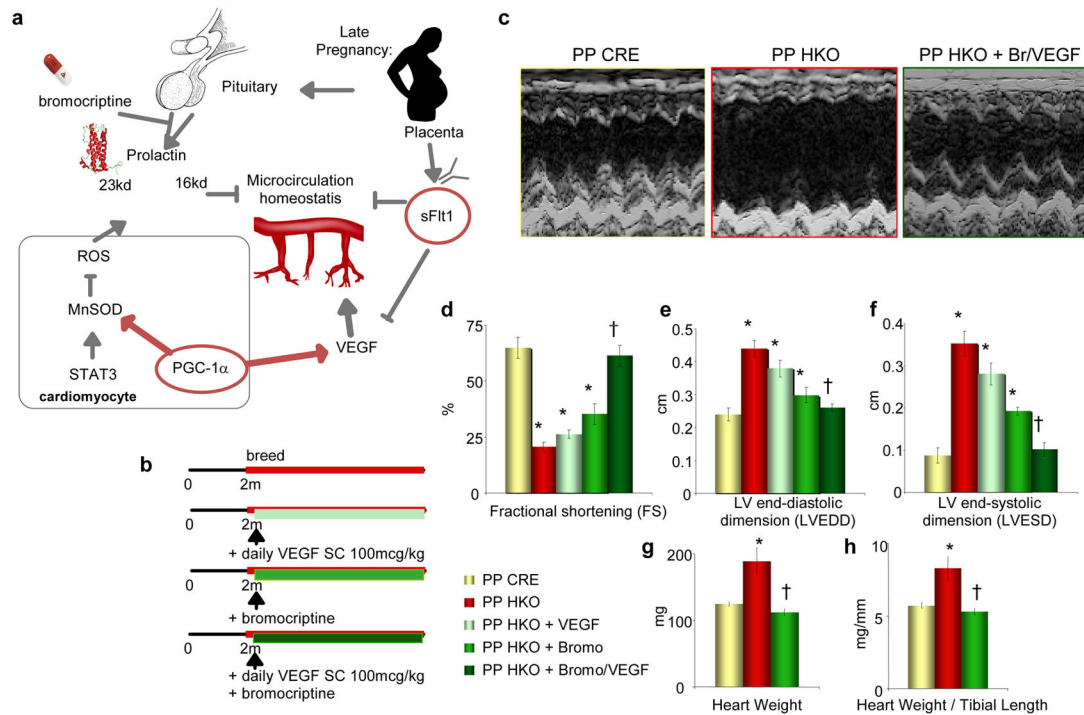 a
Late
Pregnancy:
Pituitary
bromocriptine
Placenta
Prolactin
23kd
16kd
Microcirculation
homeostatis
sFlt1
ROS
MnSOD
VEGF
PGC-1α
STAT3
cardiomyocyte
b
breed
0
2m
0
2m
+ daily VEGF SC 100mcg/kg
0
2m
+ bromocriptine
0
2m
+ daily VEGF SC 100mcg/kg
+ bromocriptine
c
PP CRE
PP HKO
PP HKO + Br/VEGF
d
75
50
25
0
%
*
*
*
†
Fractional shortening (FS)
e
0.5
0.4
0.3
0.2
0.1
0
cm
*
*
*
†
LV end-diastolic
dimension (LVEDD)
f
0.4
0.3
0.2
0.1
0
cm
*
*
*
†
LV end-systolic
dimension (LVESD)
PP CRE
PP HKO
PP HKO + VEGF
PP HKO + Bromo
PP HKO + Bromo/VEGF
g
200
100
0
mg
*
†
Heart Weight
h
10
5
0
mg/mm
*
†
Heart Weight / Tibial Length